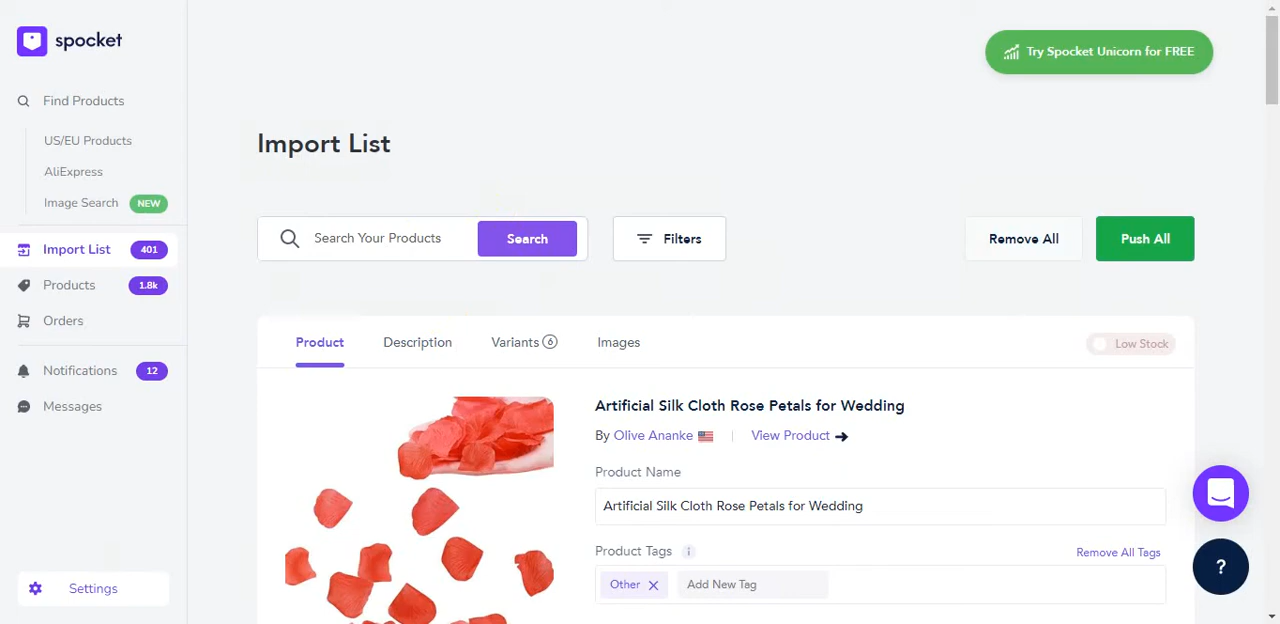 spocket
Try Spocket Unicorn for FREE
Find Products
US/EU Products
AliExpress
Image Search NEW
Import List 401
Products 1.8k
Orders
Notifications 12
Messages
Settings
Import List
Search Your Products Search Filters Remove All Push All
Product Description Variants 6 Images Low Stock
Artificial Silk Cloth Rose Petals for Wedding
By Olive Ananke View Product
Product Name
Artificial Silk Cloth Rose Petals for Wedding
Product Tags i Remove All Tags
Other Add New Tag
?